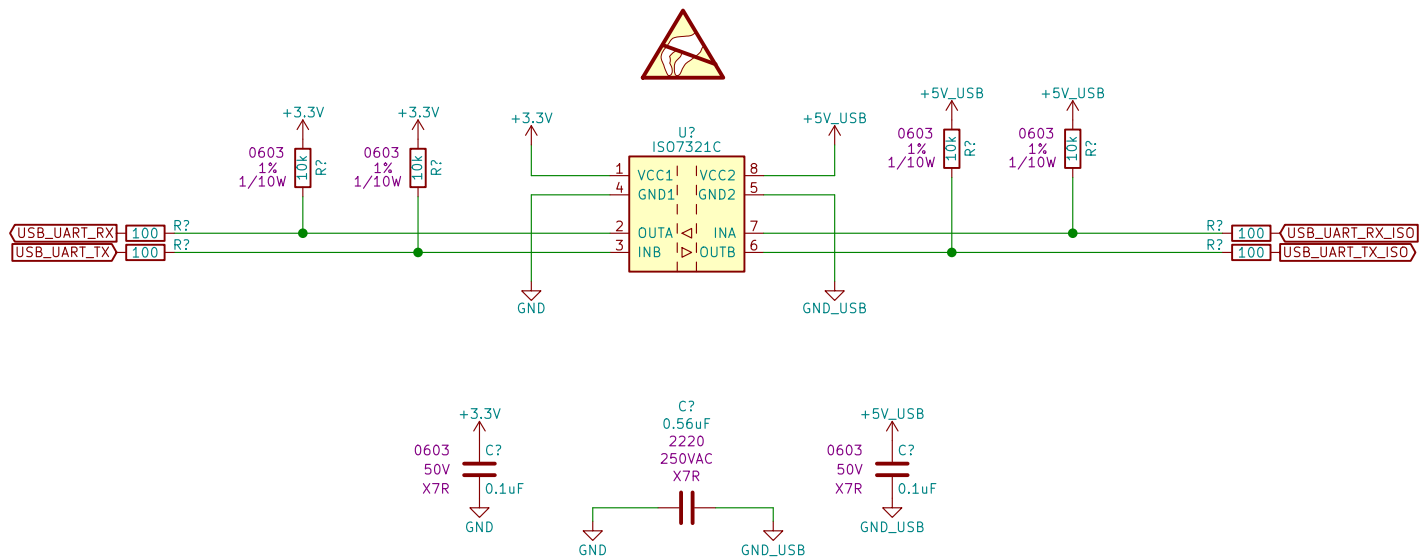 +3.3V
0603
1%
1/10W
10k
R?
+3.3V
0603
1%
1/10W
10k
R?
+3.3V
U?
ISO7321C
+5V_USB
+5V_USB
0603
1%
1/10W
10k
R?
+5V_USB
0603
1%
1/10W
10k
R?
1 VCC1 VCC2 8
4 GND1 GND2 5
2 OUTA INA 7
3 INB OUTB 6
USB_UART_RX 100 R?
USB_UART_TX 100 R?
R? 100 USB_UART_RX_ISO
R? 100 USB_UART_TX_ISO
GND
GND_USB
+3.3V
0603
50V
X7R
C?
0.1uF
GND
C?
0.56uF
2220
250VAC
X7R
GND
GND_USB
+5V_USB
0603
50V
X7R
C?
0.1uF
GND_USB